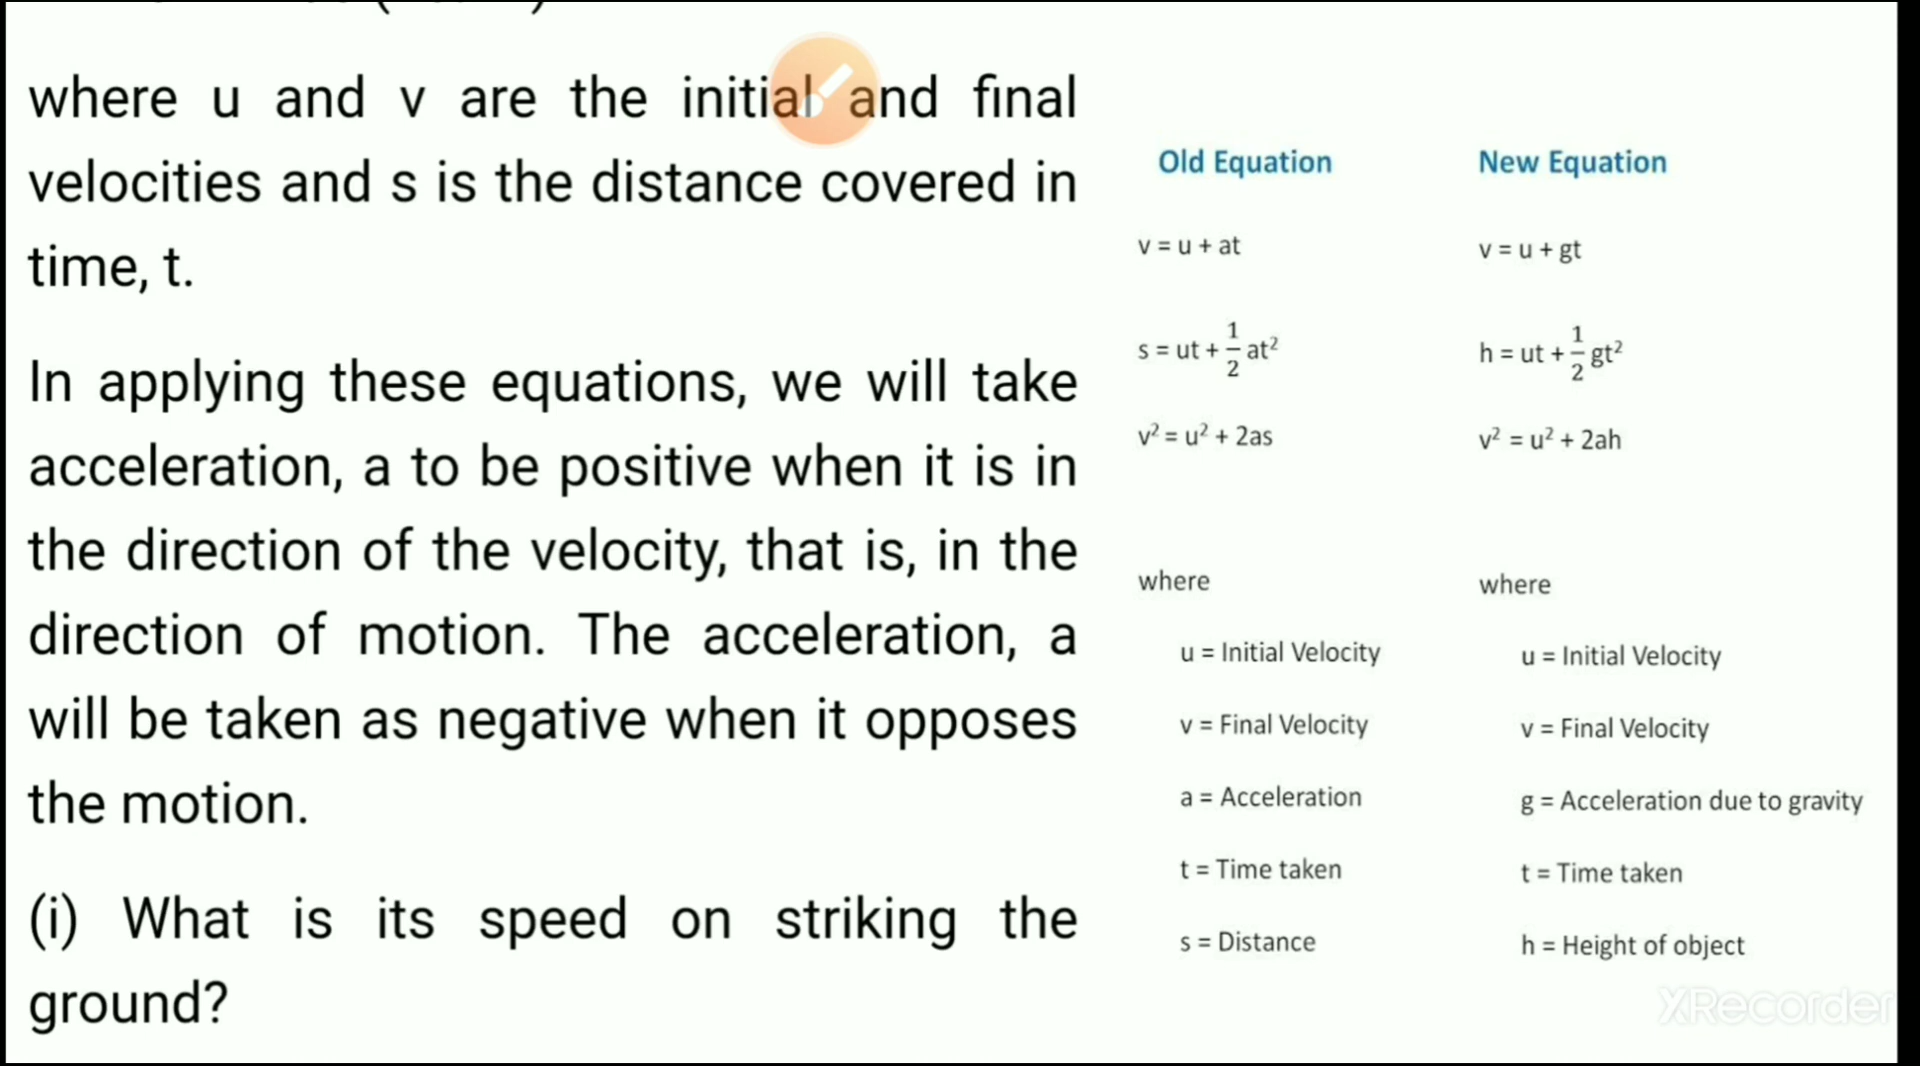 where u and v are the initial and final
velocities and s is the distance covered in
time, t.
In applying these equations, we will take
acceleration, a to be positive when it is in
the direction of the velocity, that is, in the
direction of motion. The acceleration, a
will be taken as negative when it opposes
the motion.
(i) What is its speed on striking the
ground?
Old Equation
v = u + at
s = ut + 1/2 at²
v² = u² + 2as
where
u = Initial Velocity
v = Final Velocity
a = Acceleration
t = Time taken
s = Distance
New Equation
v = u + gt
h = ut + 1/2 gt²
v² = u² + 2ah
where
u = Initial Velocity
v = Final Velocity
g = Acceleration due to gravity
t = Time taken
h = Height of object
XRecorder